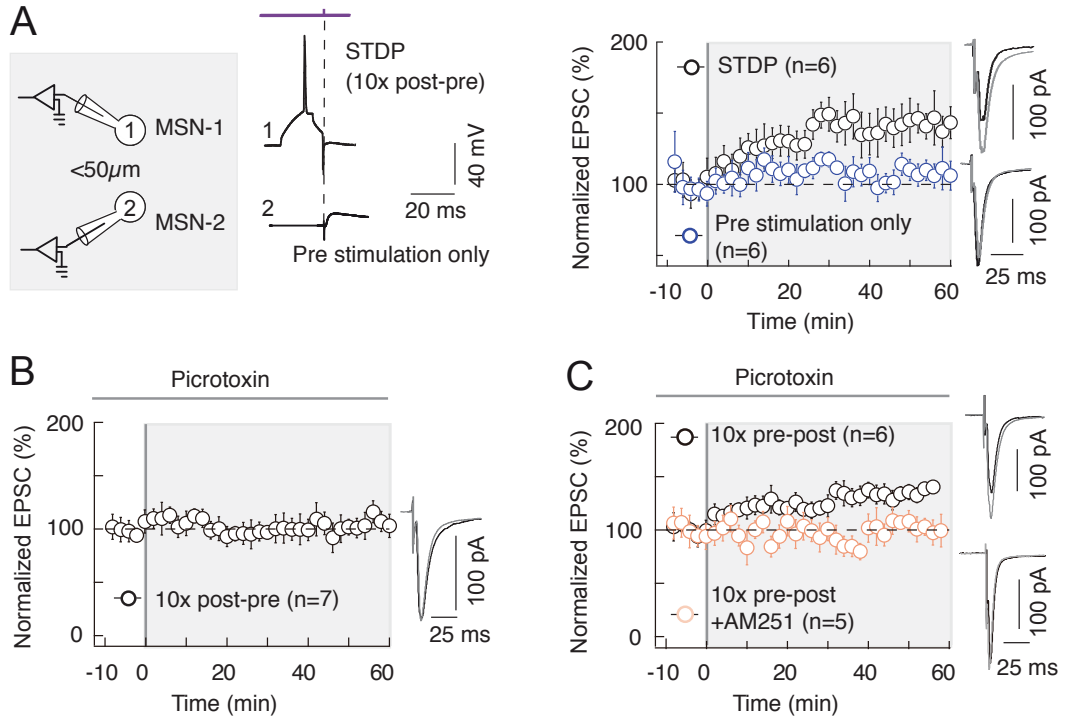 A
1
MSN-1
<50µm
2
MSN-2
STDP
(10x post-pre)
1
40 mV
20 ms
2
Pre stimulation only
Normalized EPSC (%)
200
100
STDP (n=6)
Pre stimulation only
(n=6)
-10 0 20 40 60
Time (min)
100 pA
100 pA
25 ms
B
Picrotoxin
Normalized EPSC (%)
200
100
0
10x post-pre (n=7)
-10 0 20 40 60
Time (min)
100 pA
25 ms
C
Picrotoxin
Normalized EPSC (%)
200
100
0
10x pre-post (n=6)
10x pre-post
+AM251 (n=5)
-10 0 20 40 60
Time (min)
100 pA
100 pA
25 ms